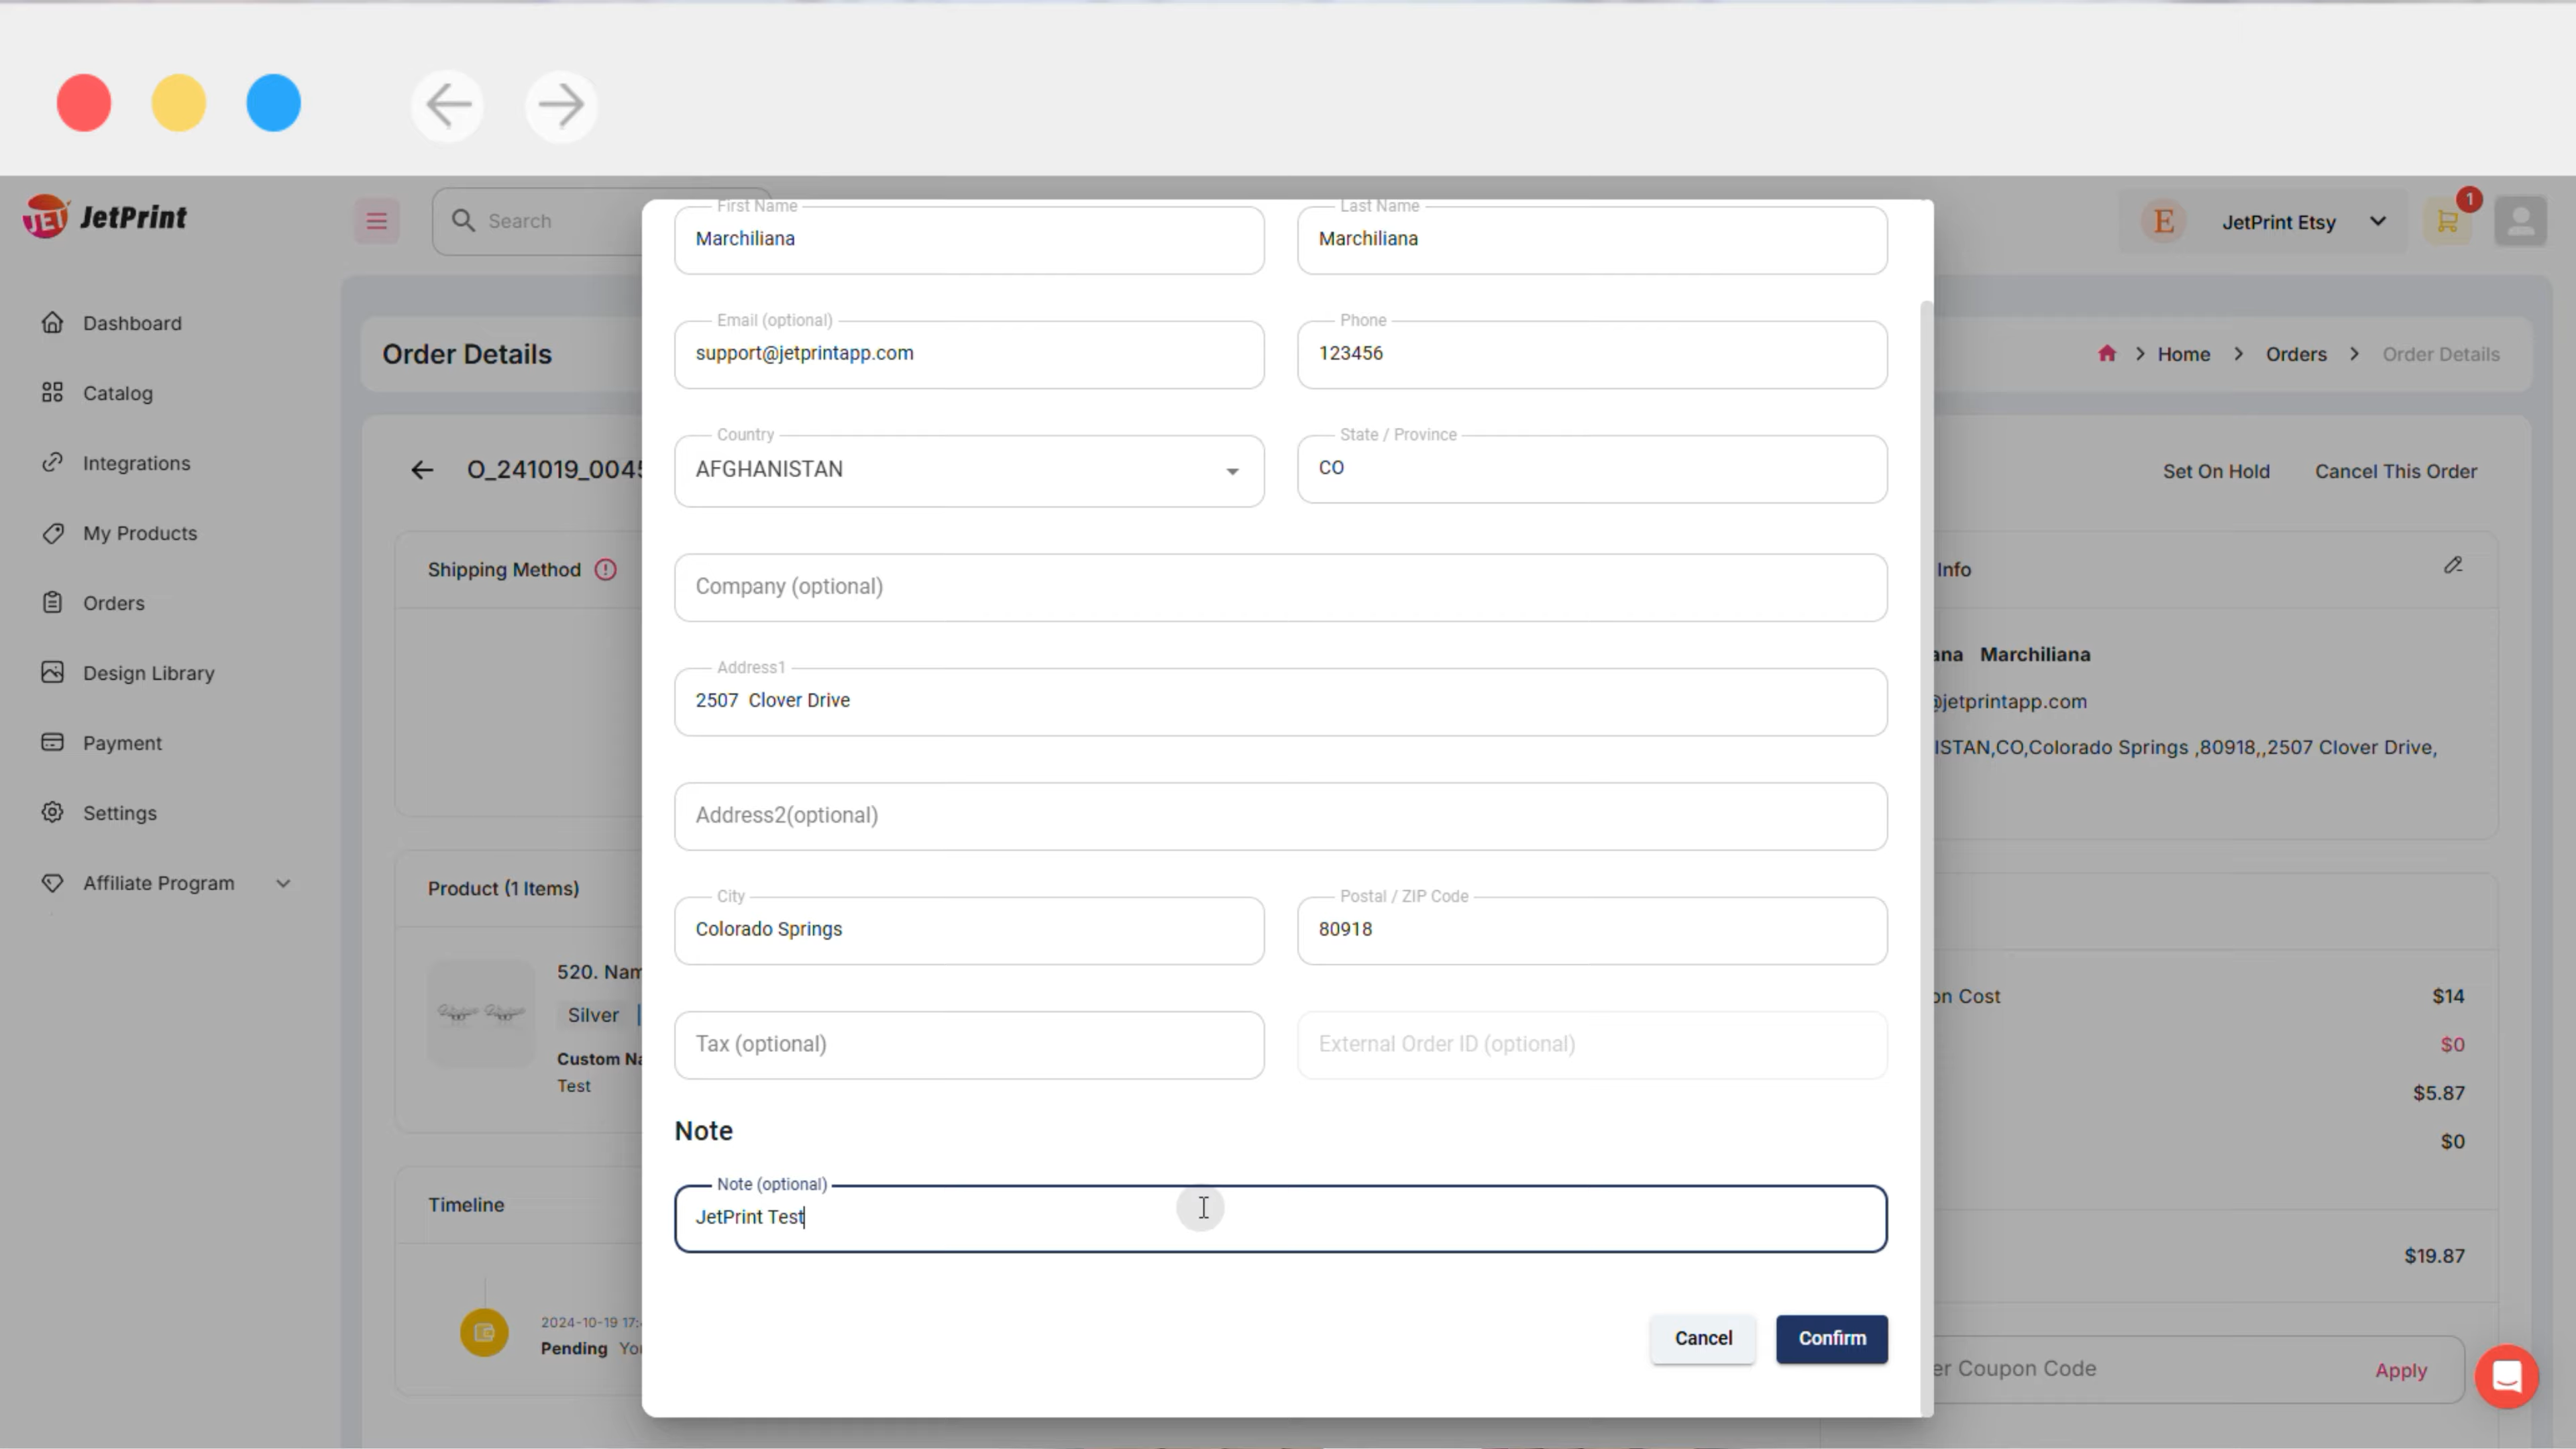 JET JetPrint
Search
E JetPrint Etsy
1
Dashboard
Catalog
Integrations
My Products
Orders
Design Library
Payment
Settings
Affiliate Program
Order Details
Home Orders Order Details
O_241019_004
Set On Hold Cancel This Order
Shipping Method
Product (1 Items)
520. Nam
Silver
Custom Na
Test
Timeline
2024-10-19 17:
Pending You
First Name
Marchiliana
Last Name
Marchiliana
Email (optional)
support@jetprintapp.com
Phone
123456
Country
AFGHANISTAN
State / Province
CO
Company (optional)
Address1
2507 Clover Drive
Address2(optional)
City
Colorado Springs
Postal / ZIP Code
80918
Tax (optional)
External Order ID (optional)
Note
Note (optional)
JetPrint Test
Cancel
Confirm
Info
ana Marchiliana
@jetprintapp.com
ISTAN,CO,Colorado Springs ,80918,,2507 Clover Drive,
on Cost $14
$0
$5.87
$0
$19.87
er Coupon Code Apply